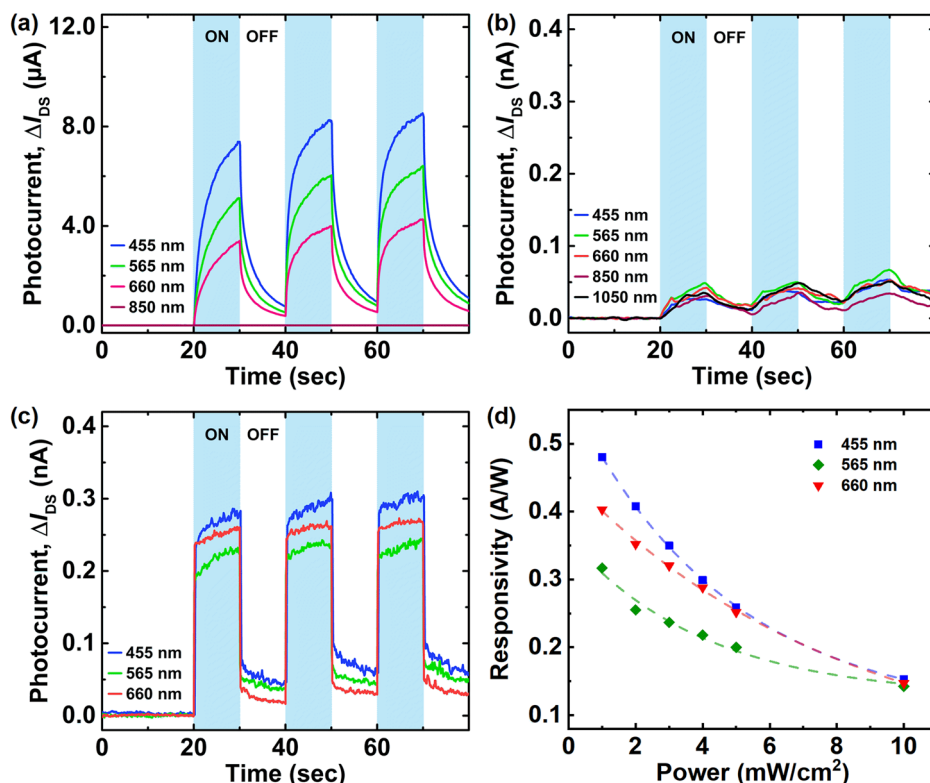 (a)
12.0
8.0
4.0
0.0
Photocurrent, ΔI_DS (μA)
ON OFF
455 nm
565 nm
660 nm
850 nm
0 20 40 60
Time (sec)
(b)
0.4
0.3
0.2
0.1
0.0
Photocurrent, ΔI_DS (nA)
ON OFF
455 nm
565 nm
660 nm
850 nm
1050 nm
0 20 40 60
Time (sec)
(c)
0.4
0.3
0.2
0.1
0.0
Photocurrent, ΔI_DS (nA)
ON OFF
455 nm
565 nm
660 nm
0 20 40 60
Time (sec)
(d)
0.5
0.4
0.3
0.2
0.1
Responsivity (A/W)
455 nm
565 nm
660 nm
0 2 4 6 8 10
Power (mW/cm²)